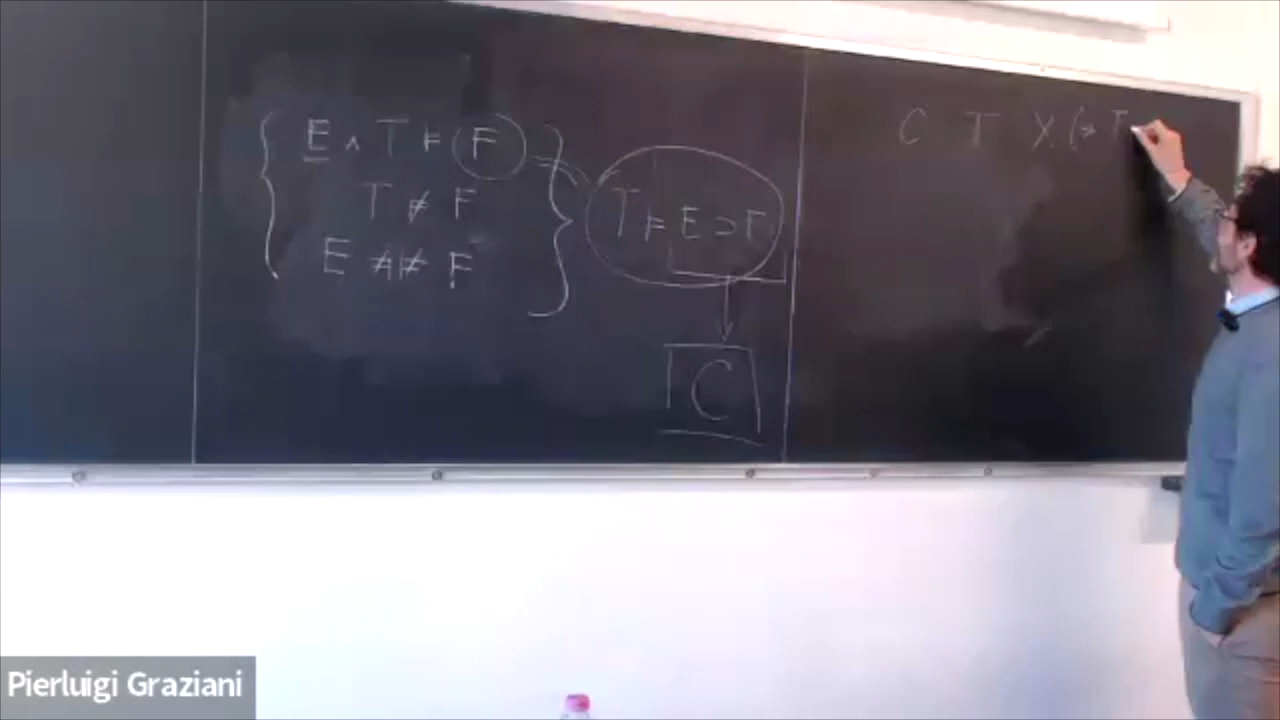 E ∧ T ⊨ F
T ⊭ F
E ⊭ F
T ⊨ E ⊃ F
C
C T X (⇒ T
Pierluigi Graziani